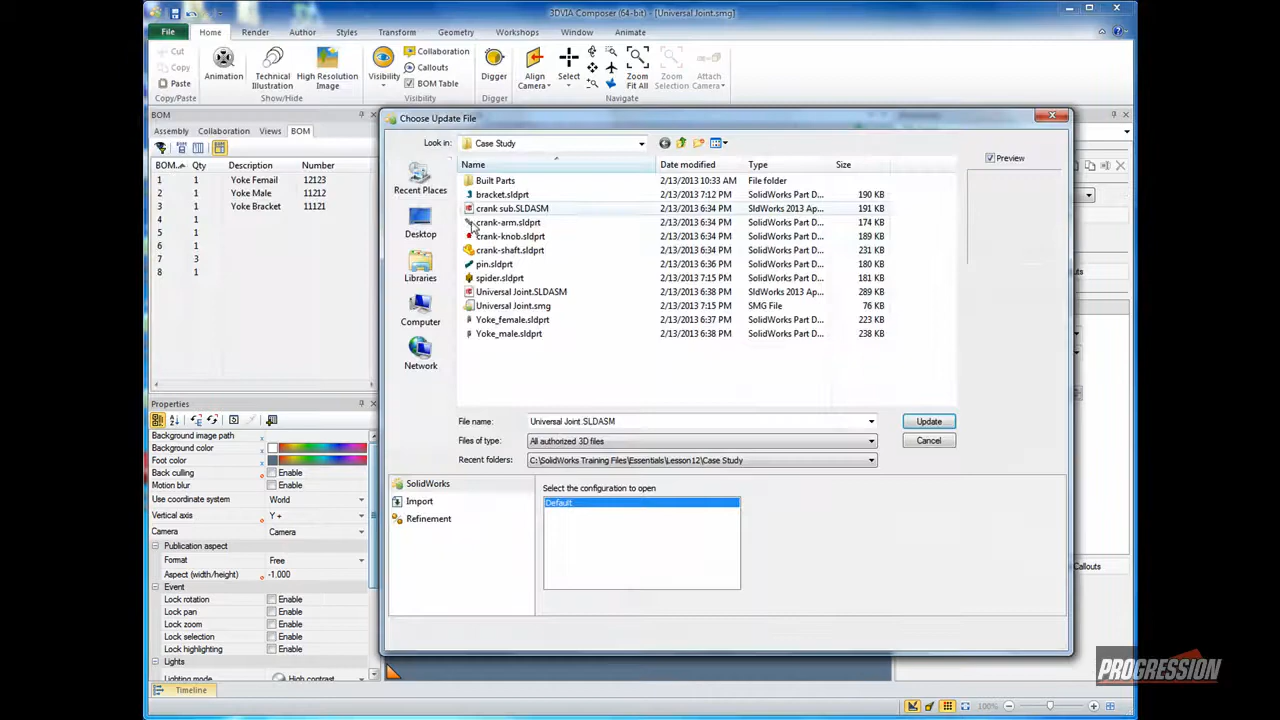 3DVIA Composer (64-bit) - [Universal Joint.smg]
File Home Render Author Styles Transform Geometry Workshops Window Animate
Cut
Copy
Paste
Copy/Paste
Animation
Technical Illustration
High Resolution Image
Show/Hide
Visibility
Collaboration
Callouts
BOM Table
Visibility
Digger
Digger
Align Camera
Select
Zoom Fit All
Zoom Selection
Attach Camera
Navigate
BOM
Assembly Collaboration Views BOM
BOM... Qty Description Number
1 1 Yoke Femail 12123
2 1 Yoke Male 11212
3 1 Yoke Bracket 11121
4 1
5 1
6 1
7 3
8 1
Properties
Background image path
Background color
Foot color
Back culling Enable
Motion blur Enable
Use coordinate system World
Vertical axis Y +
Camera Camera
Publication aspect
Format Free
Aspect (width/height) -1.000
Event
Lock rotation Enable
Lock pan Enable
Lock zoom Enable
Lock selection Enable
Lock highlighting Enable
Lights
Lighting mode High contrast
Timeline
Choose Update File
Look in: Case Study
Recent Places
Desktop
Libraries
Computer
Network
Name Date modified Type Size
Built Parts 2/13/2013 10:33 AM File folder
bracket.sldprt 2/13/2013 7:12 PM SolidWorks Part D... 190 KB
crank sub.SLDASM 2/13/2013 6:34 PM SldWorks 2013 Ap... 191 KB
crank-arm.sldprt 2/13/2013 6:34 PM SolidWorks Part D... 174 KB
crank-knob.sldprt 2/13/2013 6:34 PM SolidWorks Part D... 189 KB
crank-shaft.sldprt 2/13/2013 6:34 PM SolidWorks Part D... 231 KB
pin.sldprt 2/13/2013 6:36 PM SolidWorks Part D... 180 KB
spider.sldprt 2/13/2013 7:15 PM SolidWorks Part D... 181 KB
Universal Joint.SLDASM 2/13/2013 6:38 PM SldWorks 2013 Ap... 289 KB
Universal Joint.smg 2/13/2013 7:15 PM SMG File 76 KB
Yoke_female.sldprt 2/13/2013 6:37 PM SolidWorks Part D... 223 KB
Yoke_male.sldprt 2/13/2013 6:38 PM SolidWorks Part D... 238 KB
Preview
File name: Universal Joint.SLDASM
Update
Files of type: All authorized 3D files
Cancel
Recent folders: C:\SolidWorks Training Files\Essentials\Lesson12\Case Study
SolidWorks
Import
Refinement
Select the configuration to open
Default
Callouts
PROGRESSION
100%